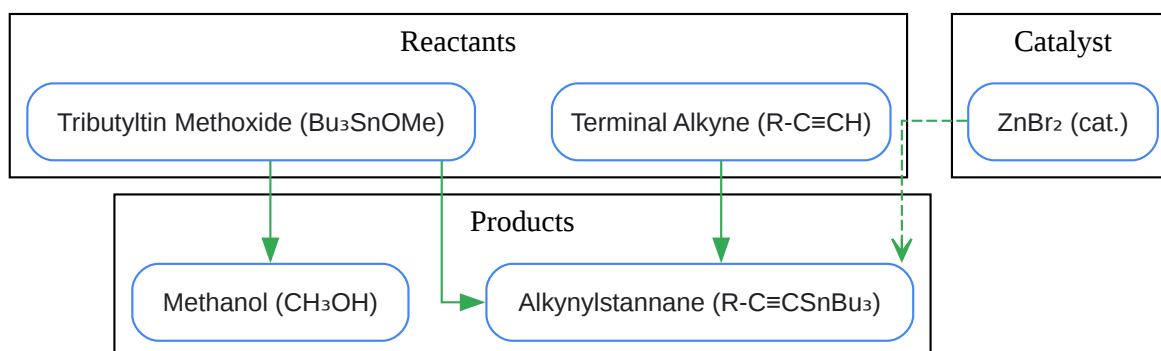 Reactants
Catalyst
Tributyltin Methoxide (Bu₃SnOMe)
Terminal Alkyne (R-C≡CH)
ZnBr₂ (cat.)
Products
Methanol (CH₃OH)
Alkynylstannane (R-C≡CSnBu₃)